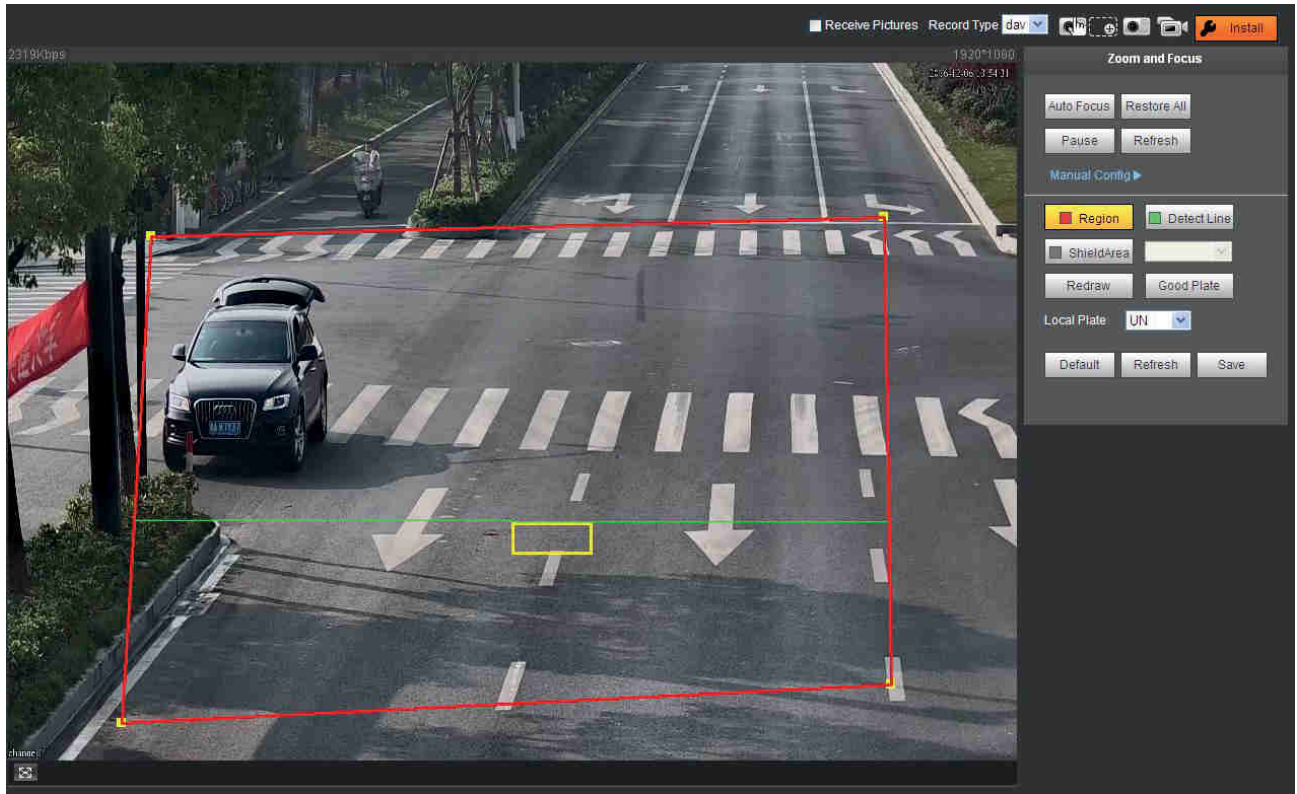 Receive Pictures Record Type dav Install
2319Kbps
1920*1080
Zoom and Focus
Auto Focus Restore All
Pause Refresh
Manual Config
Region Detect Line
ShieldArea
Redraw Good Plate
Local Plate UN
Default Refresh Save